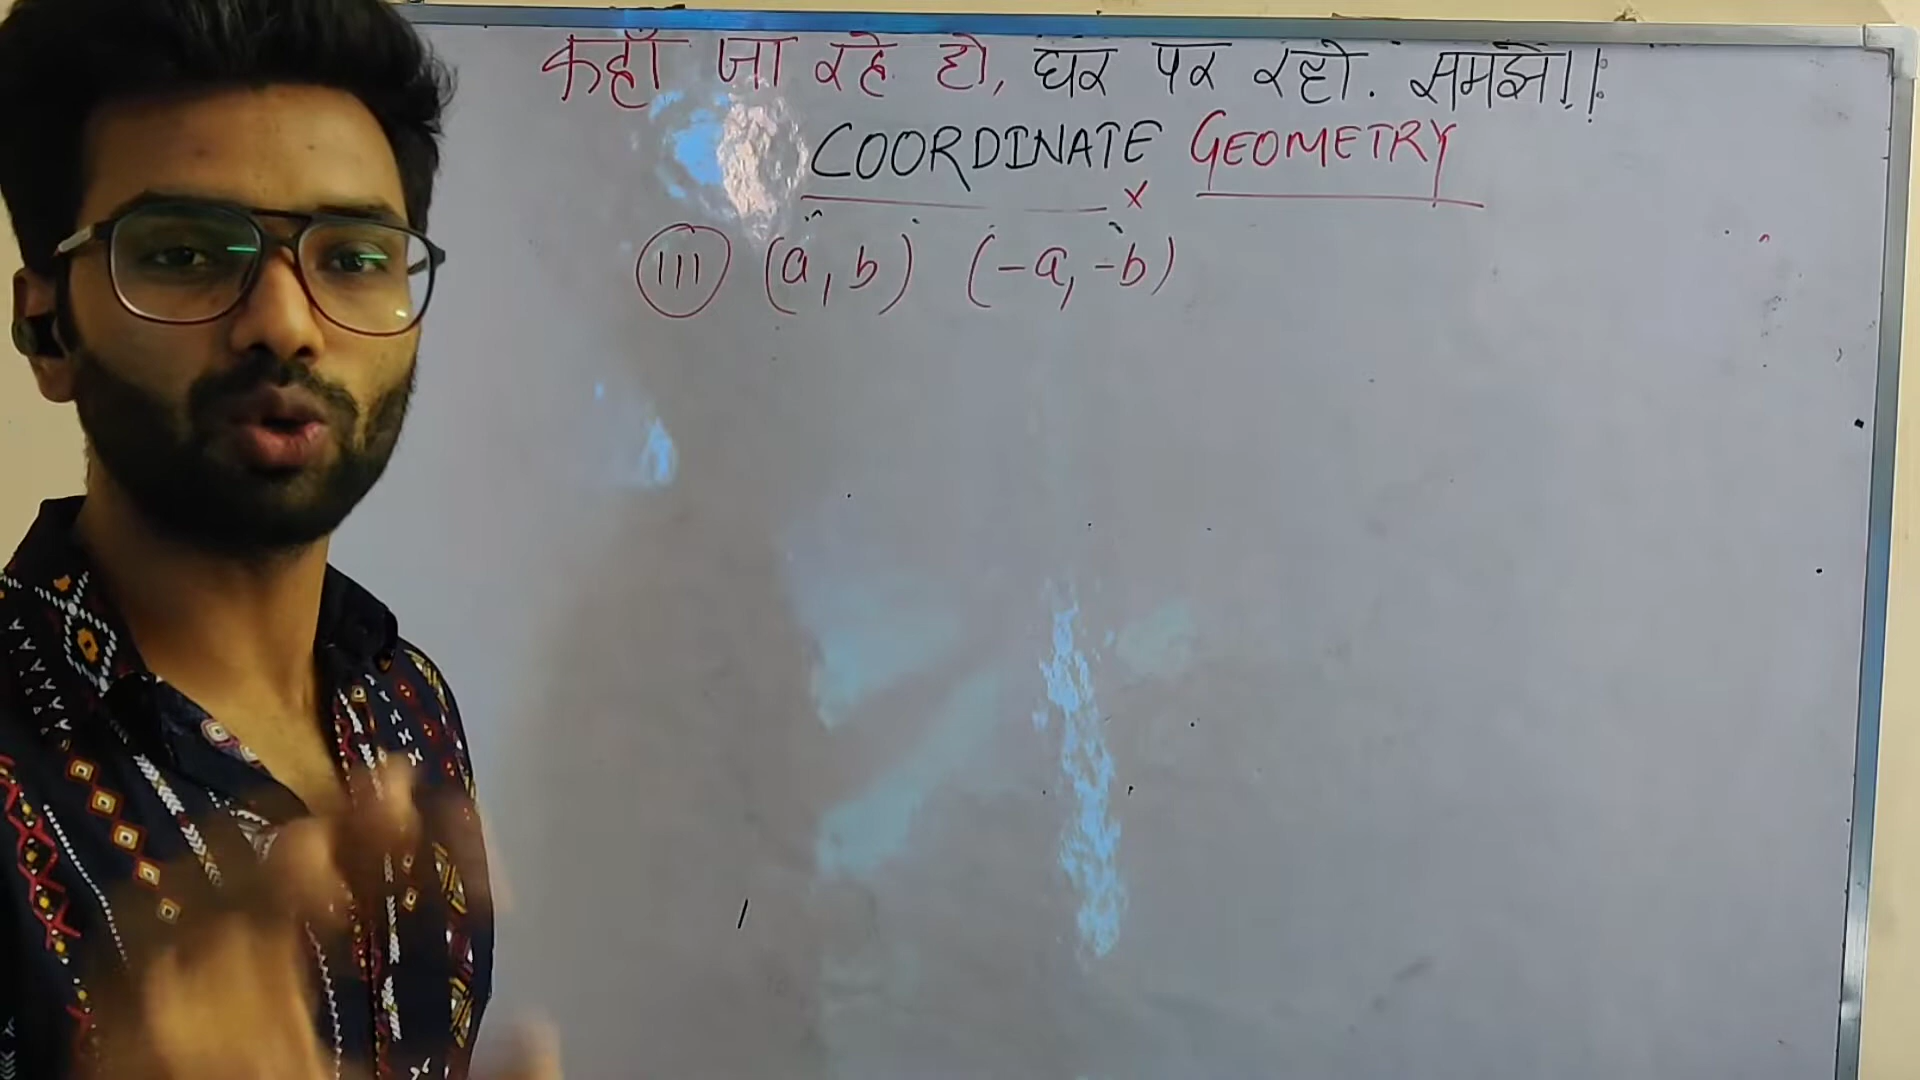 कहाँ जा रहे हो, घर पर रहो. समझे!!
COORDINATE GEOMETRY
(III) (a, b) (-a, -b)